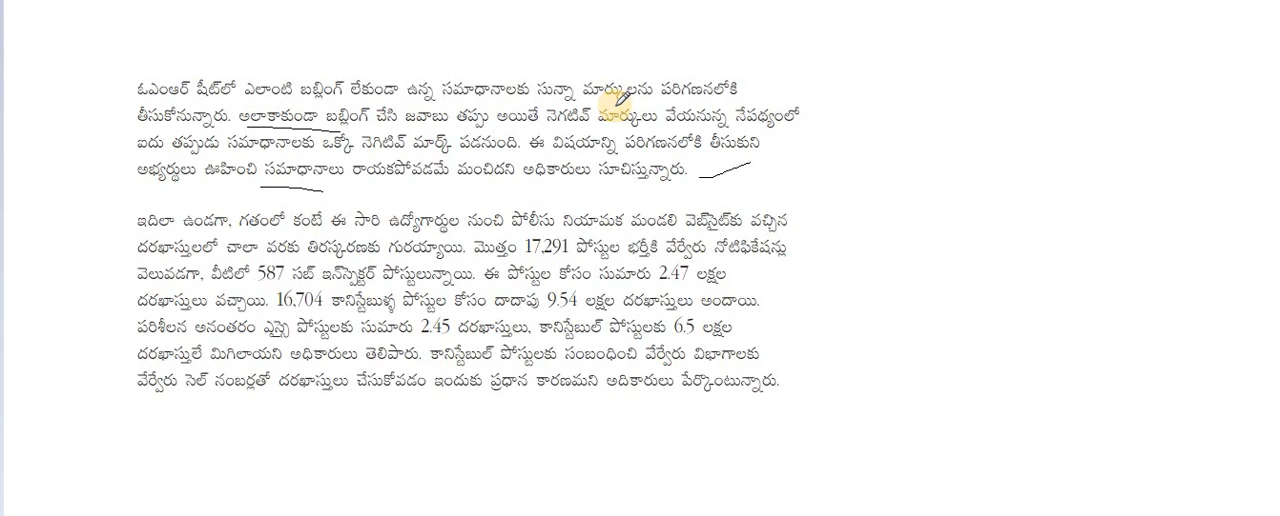 ఓఎంఆర్ షీట్‌లో ఎలాంటి బబ్లింగ్ లేకుండా ఉన్న సమాధానాలకు సున్నా మార్కులను పరిగణనలోకి
తీసుకోనున్నారు. అలాకాకుండా బబ్లింగ్ చేసి జవాబు తప్పు అయితే నెగటివ్ మార్కులు వేయనున్న నేపథ్యంలో
ఐదు తప్పుడు సమాధానాలకు ఒక్కో నెగిటివ్ మార్క్ పడనుంది. ఈ విషయాన్ని పరిగణనలోకి తీసుకుని
అభ్యర్థులు ఊహించి సమాధానాలు రాయకపోవడమే మంచిదని అధికారులు సూచిస్తున్నారు.
ఇదిలా ఉండగా, గతంలో కంటే ఈ సారి ఉద్యోగార్థుల నుంచి పోలీసు నియామక మండలి వెబ్‌సైట్‌కు వచ్చిన
దరఖాస్తులలో చాలా వరకు తిరస్కరణకు గురయ్యాయి. మొత్తం 17,291 పోస్టుల భర్తీకి వేర్వేరు నోటిఫికేషన్లు
వెలువడగా, వీటిలో 587 సబ్ ఇన్‌స్పెక్టర్ పోస్టులున్నాయి. ఈ పోస్టుల కోసం సుమారు 2.47 లక్షల
దరఖాస్తులు వచ్చాయి. 16,704 కానిస్టేబుళ్ళ పోస్టుల కోసం దాదాపు 9.54 లక్షల దరఖాస్తులు అందాయి.
పరిశీలన అనంతరం ఎస్సై పోస్టులకు సుమారు 2.45 దరఖాస్తులు, కానిస్టేబుల్ పోస్టులకు 6.5 లక్షల
దరఖాస్తులే మిగిలాయని అధికారులు తెలిపారు. కానిస్టేబుల్ పోస్టులకు సంబంధించి వేర్వేరు విభాగాలకు
వేర్వేరు సెల్ నంబర్లతో దరఖాస్తులు చేసుకోవడం ఇందుకు ప్రధాన కారణమని అదికారులు పేర్కొంటున్నారు.